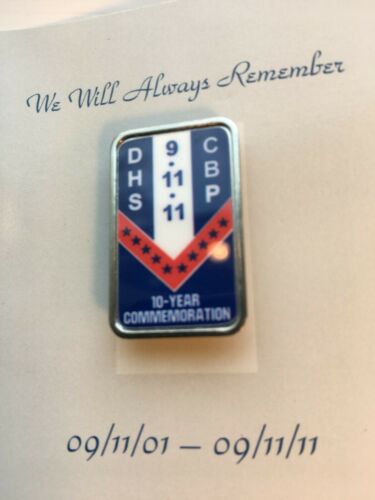 We Will Always Remember
DHS
9
• 11
• 11
CBP
10-YEAR
COMMEMORATION
09/11/01 – 09/11/11